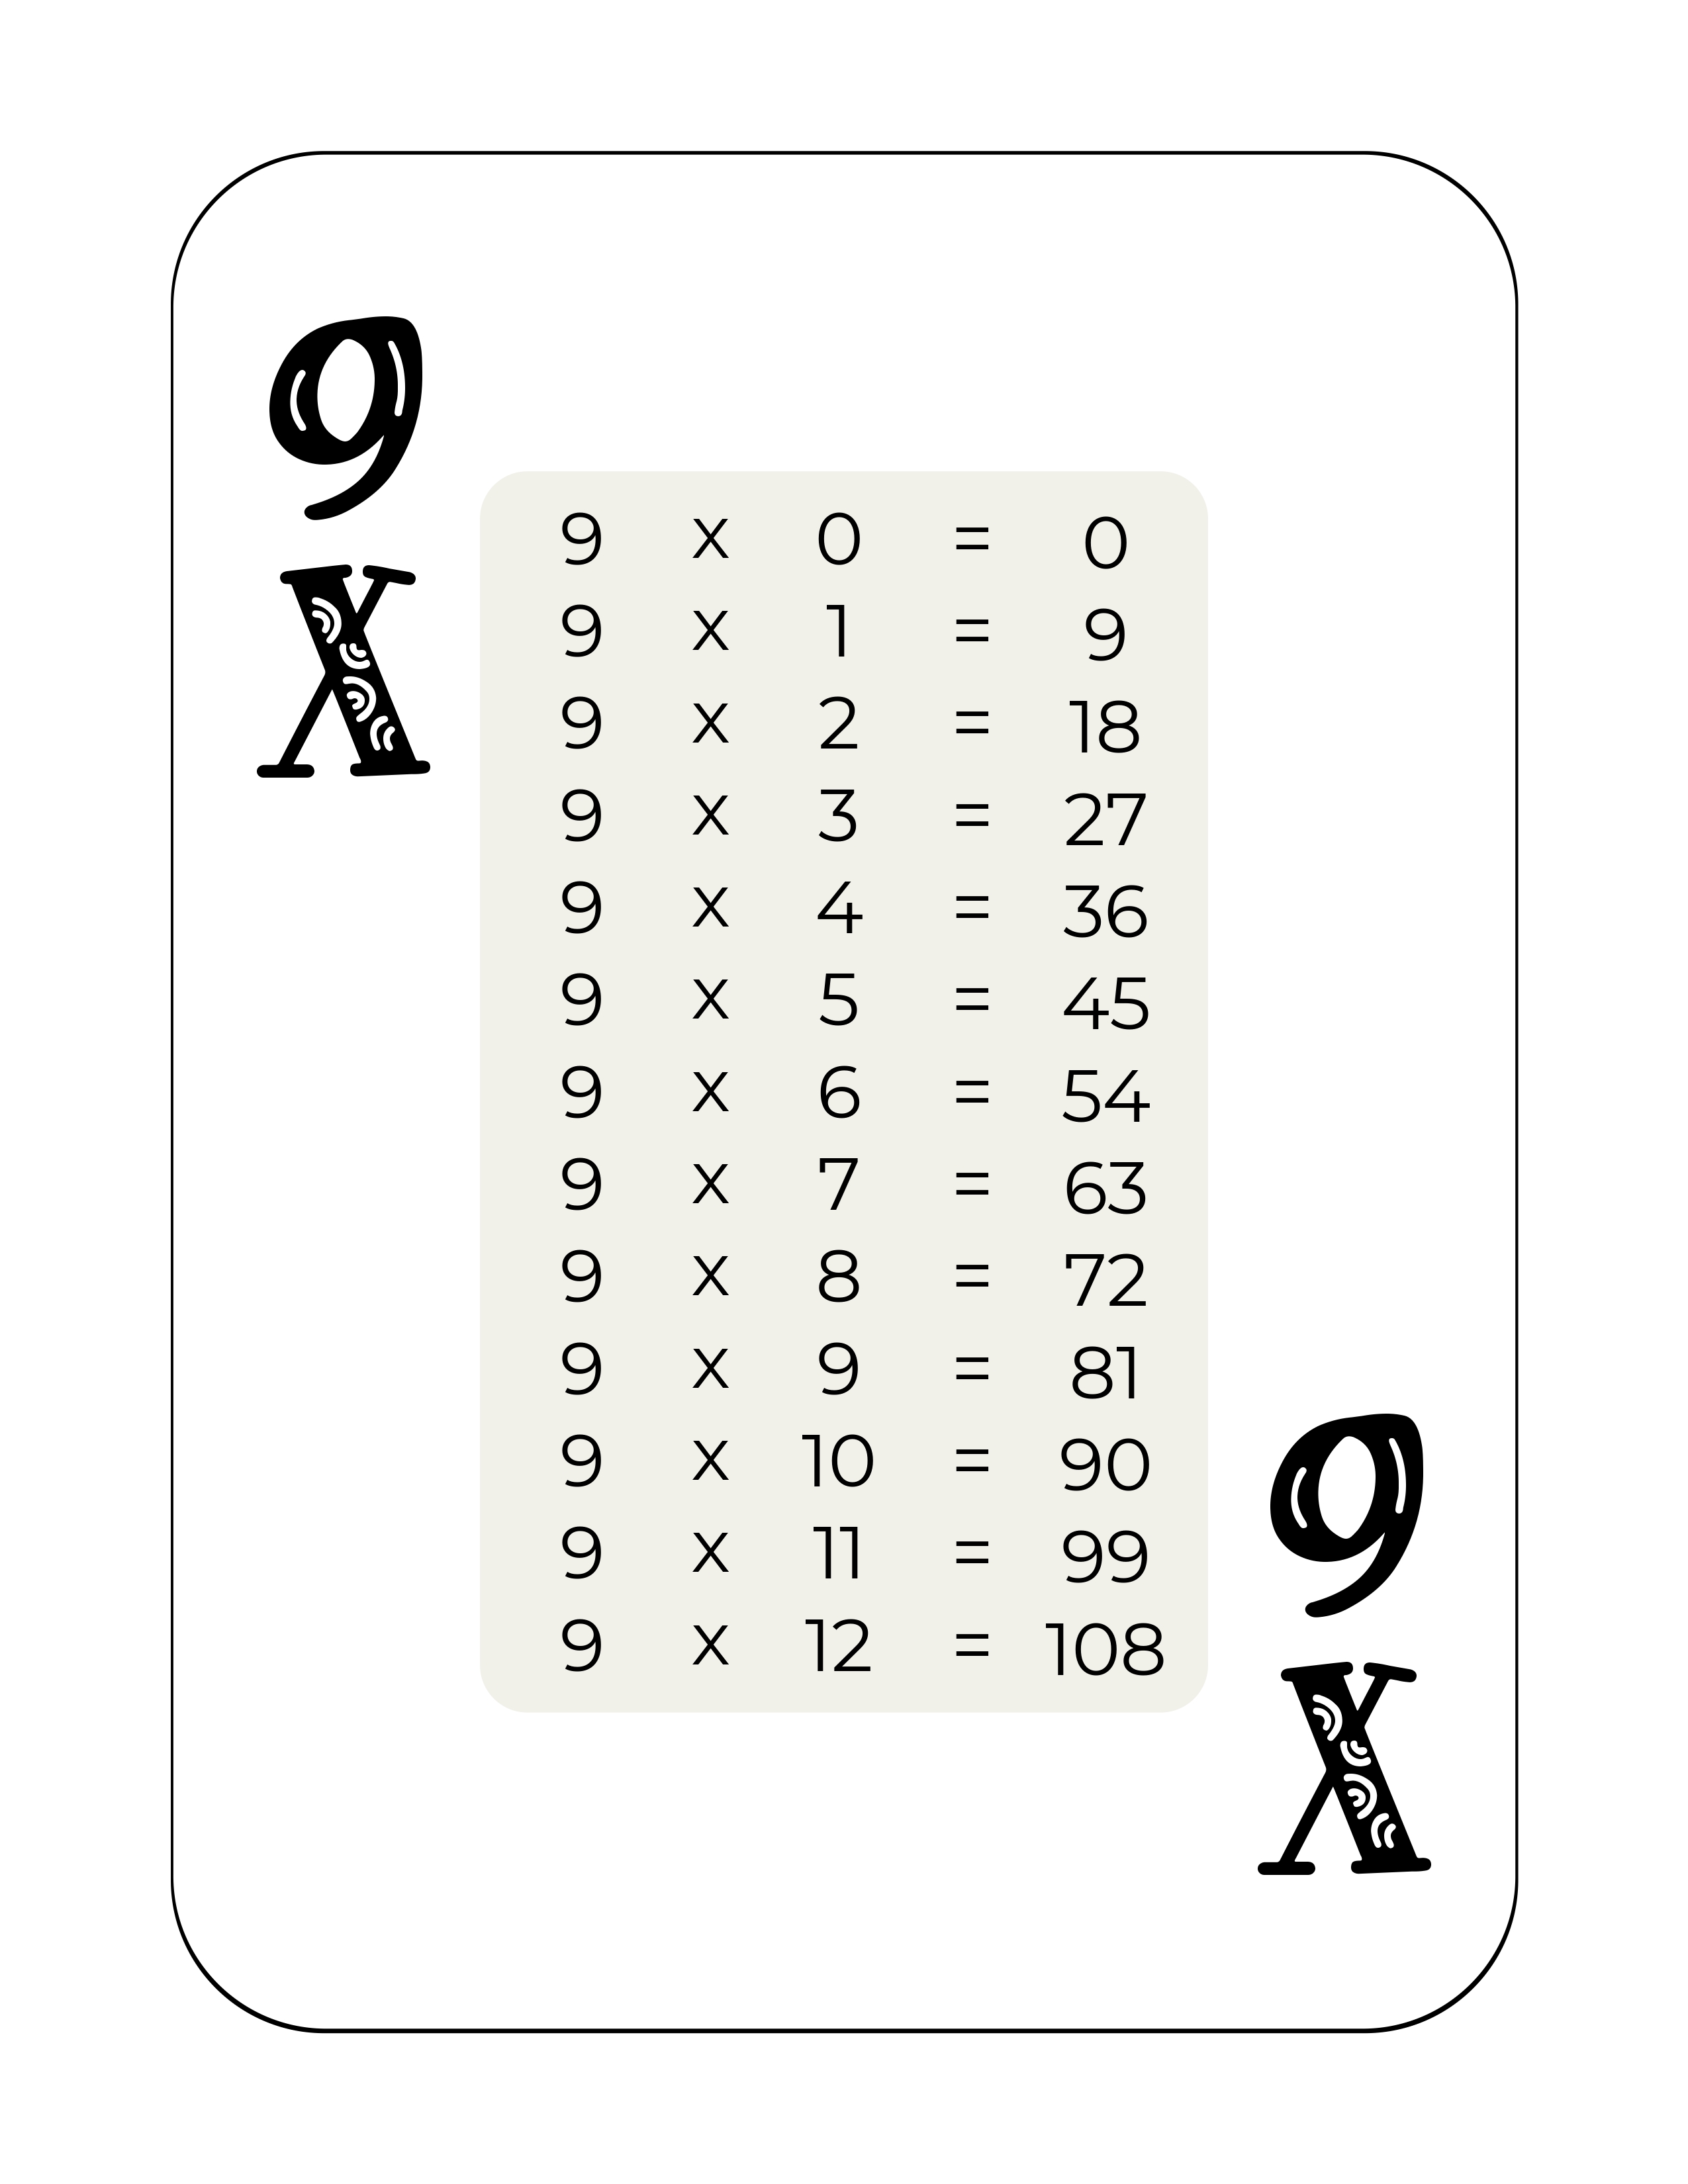 9
X
9 x 0 = 0
9 x 1 = 9
9 x 2 = 18
9 x 3 = 27
9 x 4 = 36
9 x 5 = 45
9 x 6 = 54
9 x 7 = 63
9 x 8 = 72
9 x 9 = 81
9 x 10 = 90
9 x 11 = 99
9 x 12 = 108
9
X